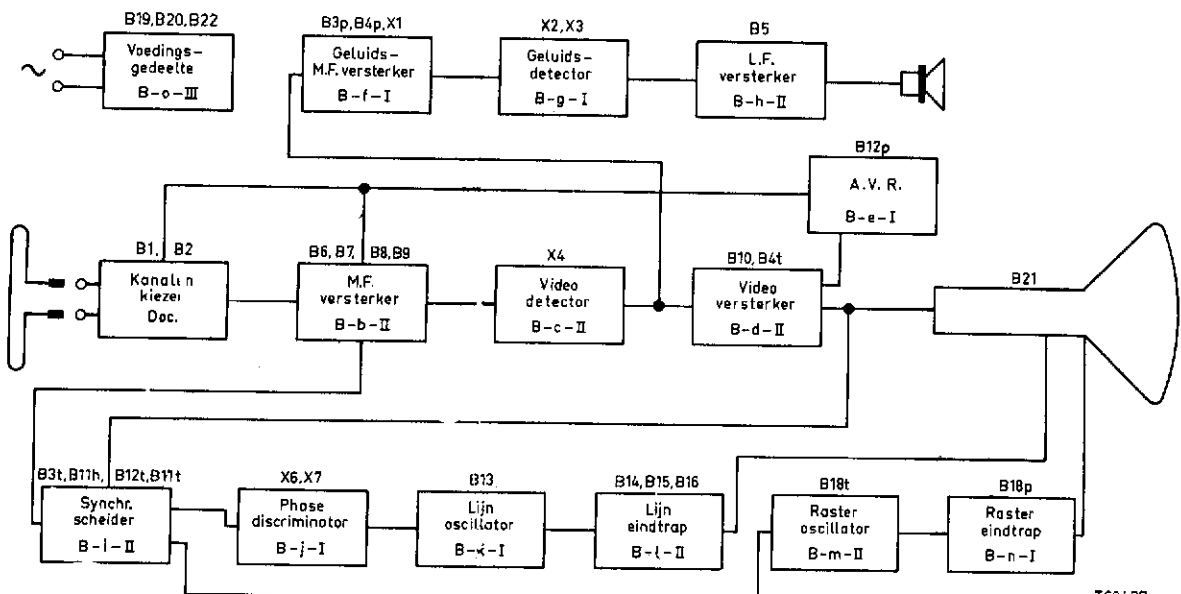 B19, B20, B22
Voedings-
gedeelte
B-o-III
B3p, B4p, X1
Geluids-
M.F. versterker
B-f-I
X2, X3
Geluids-
detector
B-g-I
B5
L.F.
versterker
B-h-II
B12p
A.V.R.
B-e-I
B1, B2
Kanalen
kiezer
Doc.
B6, B7, B8, B9
M.F.
versterker
B-b-II
X4
Video
detector
B-c-II
B10, B4t
Video
versterker
B-d-II
B21
B3t, B11h, B12t, B11t
Synchr.
scheider
B-i-II
X6, X7
Phase
discriminator
B-j-I
B13
Lijn
oscillator
B-k-I
B14, B15, B16
Lijn
eindtrap
B-l-II
B18t
Raster
oscillator
B-m-II
B18p
Raster
eindtrap
B-n-I